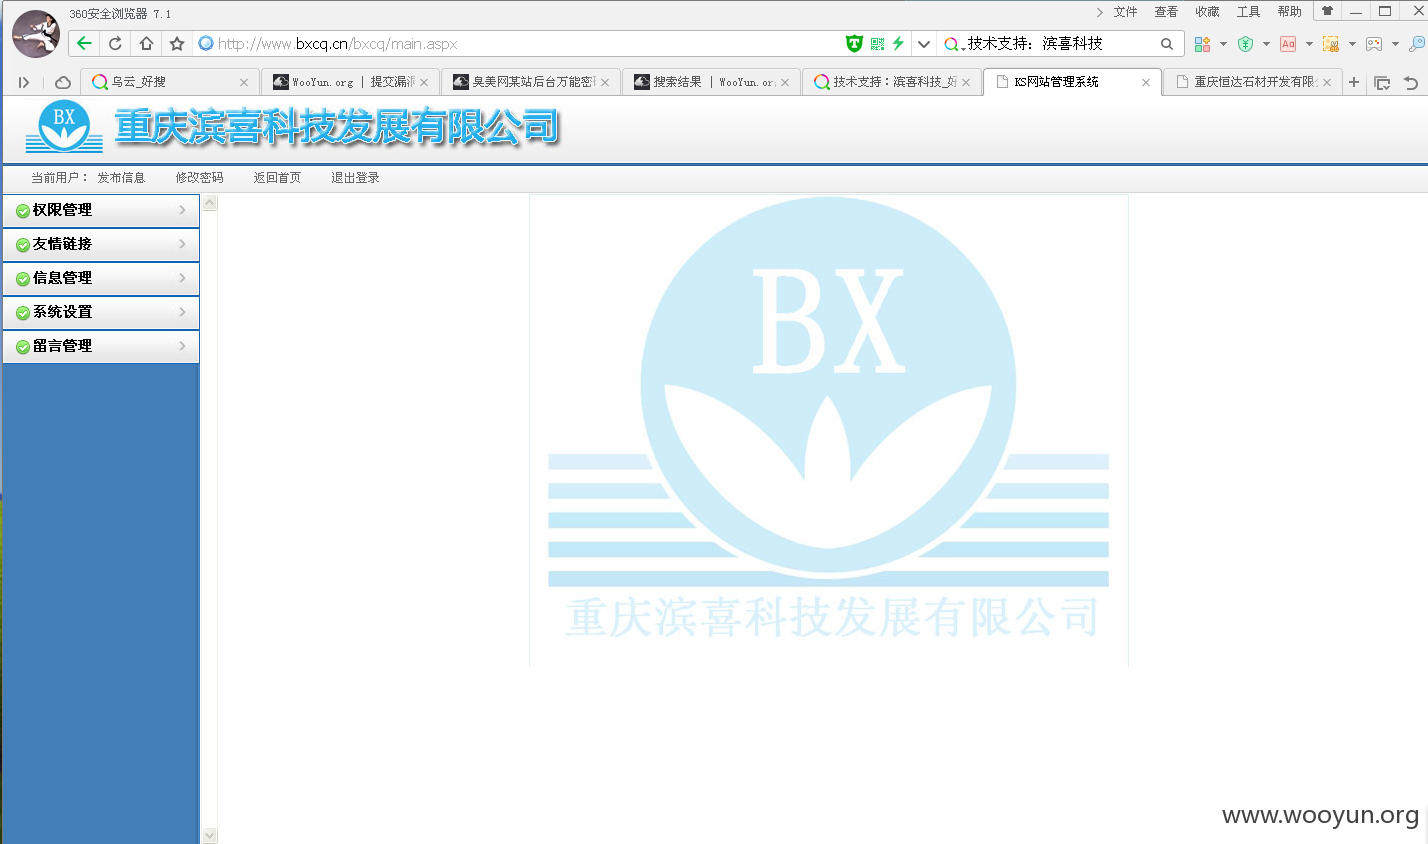 360安全浏览器 7.1
文件 查看 收藏 工具 帮助
http://www.bxcq.cn/bxcq/main.aspx
技术支持：滨喜科技
乌云_好搜
WooYun.org | 提交漏洞
臭美网某站后台万能密码
搜索结果 | WooYun.or
技术支持：滨喜科技_好
KS网站管理系统
重庆恒达石材开发有限
BX
重庆滨喜科技发展有限公司
当前用户： 发布信息 修改密码 返回首页 退出登录
权限管理
友情链接
信息管理
系统设置
留言管理
BX
重庆滨喜科技发展有限公司
www.wooyun.org